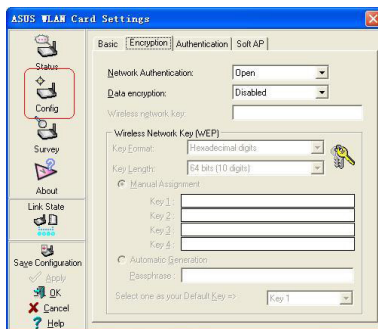 ASUS WLAN Card Settings
Status
Config
Survey
About
Link State
Save Configuration
Apply
OK
Cancel
Help
Basic Encryption Authentication Soft AP
Network Authentication: Open
Data encryption: Disabled
Wireless network key:
Wireless Network Key (WEP)
Key Format: Hexadecimal digits
Key Length: 64 bits (10 digits)
Manual Assignment
Key 1:
Key 2:
Key 3:
Key 4:
Automatic Generation
Passphrase:
Select one as your Default Key => Key 1